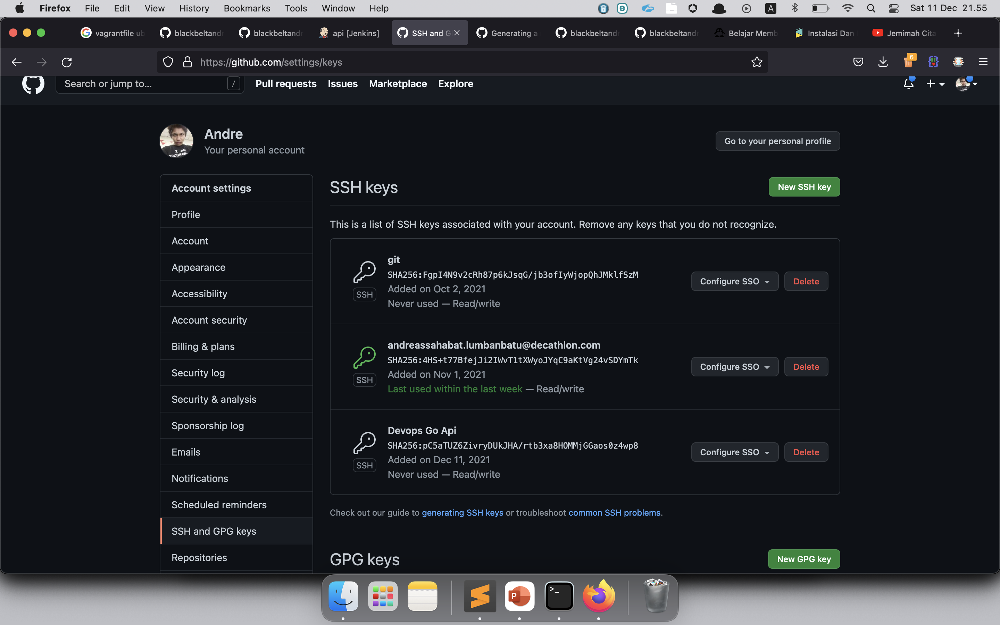 Firefox File Edit View History Bookmarks Tools Window Help A Sat 11 Dec 21.55
vagrantfile ub blackbeltandr blackbeltandr api [Jenkins] SSH and G Generating a blackbeltandr blackbeltandr Belajar Memb Instalasi Dan Jemimah Cita
https://github.com/settings/keys 6
Search or jump to... / Pull requests Issues Marketplace Explore
Andre
Your personal account
Go to your personal profile
Account settings
Profile
Account
Appearance
Accessibility
Account security
Billing & plans
Security log
Security & analysis
Sponsorship log
Emails
Notifications
Scheduled reminders
SSH and GPG keys
Repositories
SSH keys
New SSH key
This is a list of SSH keys associated with your account. Remove any keys that you do not recognize.
git
SHA256:FgpI4N9v2cRh87p6kJsqG/jb3ofIyWjopQhJMklfSzM
Added on Oct 2, 2021
Never used — Read/write
SSH
Configure SSO Delete
andreassahabat.lumbanbatu@decathlon.com
SHA256:4HS+t77BfejJi2IWvT1tXWyoJYqC9aKtVg24vSDYmTk
Added on Nov 1, 2021
Last used within the last week — Read/write
SSH
Configure SSO Delete
Devops Go Api
SHA256:pC5aTUZ6ZivryDUkJHA/rtb3xa8HOMMjGGaos0z4wp8
Added on Dec 11, 2021
Never used — Read/write
SSH
Configure SSO Delete
Check out our guide to generating SSH keys or troubleshoot common SSH problems.
GPG keys
New GPG key
P
>_